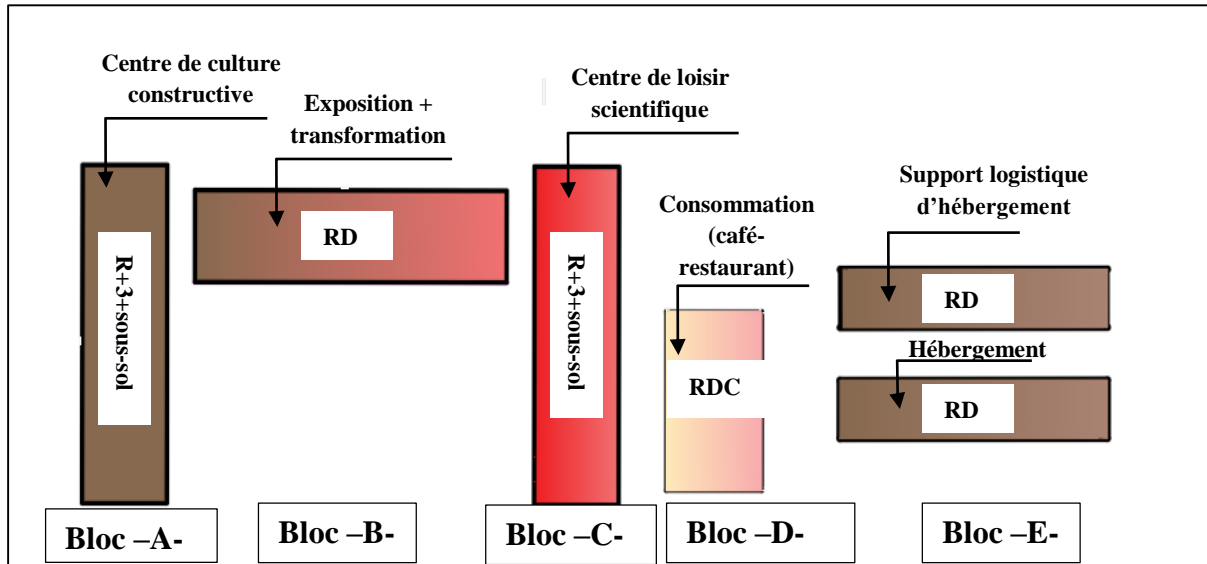 Centre de culture
constructive
Exposition +
transformation
Centre de loisir
scientifique
Support logistique
d’hébergement
Consommation
(café-
restaurant)
R+3+sous-sol
RD
R+3+sous-sol
RDC
RD
Hébergement
RD
Bloc –A-
Bloc –B-
Bloc –C-
Bloc –D-
Bloc –E-